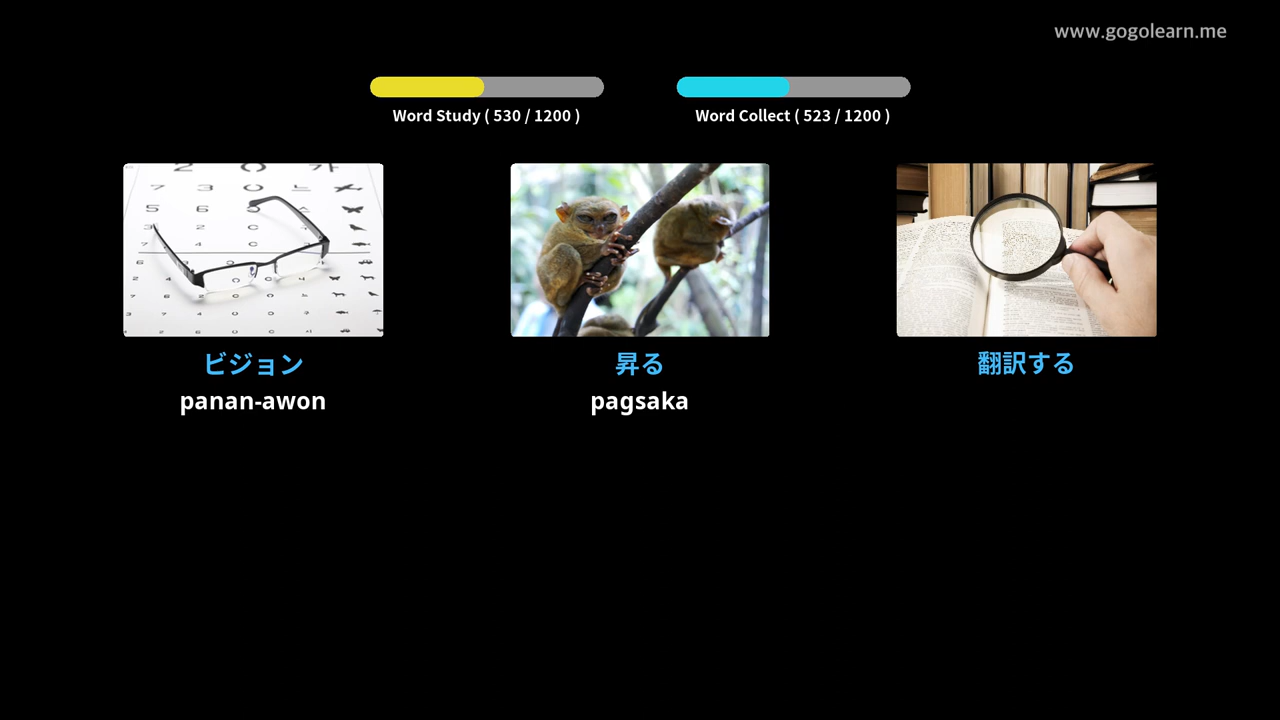 www.gogolearn.me
Word Study ( 530 / 1200 )
Word Collect ( 523 / 1200 )
ビジョン
panan-awon
昇る
pagsaka
翻訳する